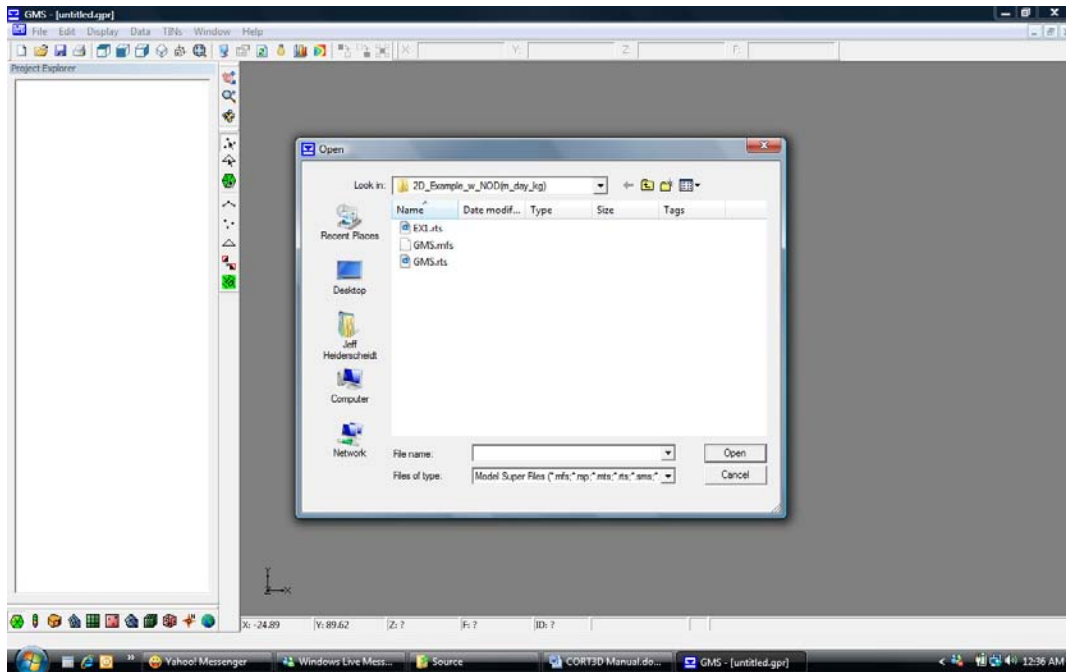 GMS - [untitled.gpr]
File Edit Display Data TINs Window Help
X: Y: Z: F:
Project Explorer
Open
Look in: 2D_Example_w_NOD(m_day_kg)
Name Date modif... Type Size Tags
EX1.rts
GMS.mfs
GMS.rts
Recent Places
Desktop
Jeff
Heiderscheidt
Computer
Network
File name:
Open
Files of type: Model Super Files (*.mfs;*.mp;*.mts;*.rts;*.sms;*
Cancel
Y
Z X
X: -24.89 Y: 89.62 Z: ? F: ? ID: ?
Yahoo! Messenger Windows Live Mess... Source CORT3D Manual.do... GMS - [untitled.gpr] 12:36 AM